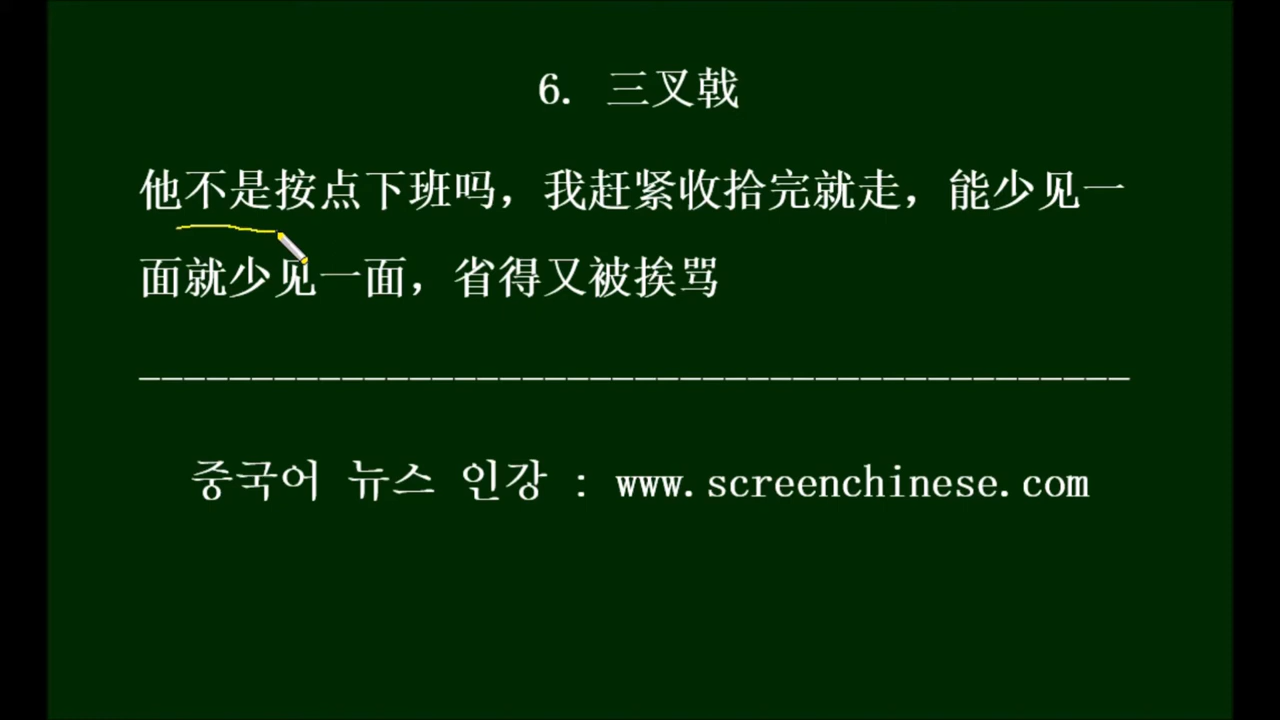 6. 三叉戟
他不是按点下班吗，我赶紧收拾完就走，能少见一
面就少见一面，省得又被挨骂
--------------------------------------------
중국어 뉴스 인강 : www.screenchinese.com